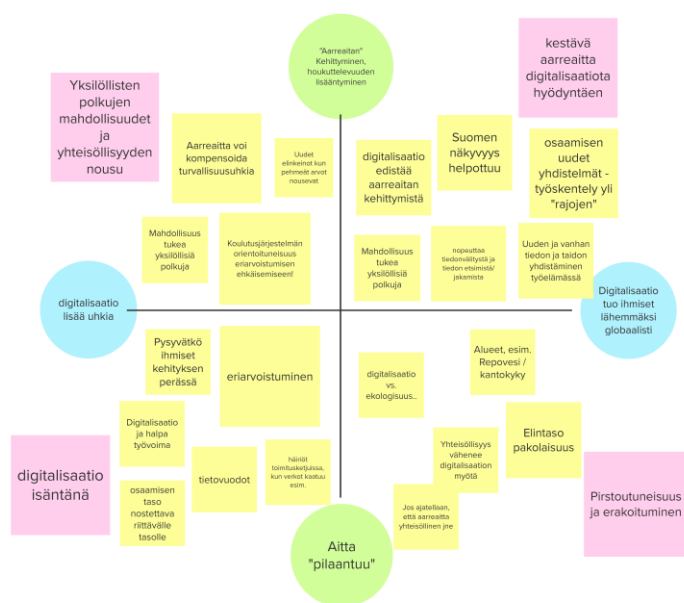 "Aarreaitan"
Kehittyminen,
houkuttelevuuden
lisääntyminen
kestävä
aarreaitta
digitalisaatiota
hyödyntäen
Yksilöllisten
polkujen
mahdollisuudet
ja
yhteisöllisyyden
nousu
Aarreaitta voi
kompensoida
turvallisuusuhkia
Uudet
elinkeinot kun
pehmeät arvot
nousevat
digitalisaatio
edistää
aarreaitan
kehittymistä
Suomen
näkyvyys
helpottuu
osaamisen
uudet
yhdistelmät -
työskentely yli
"rajojen"
Mahdollisuus
tukea
yksilöllisiä
polkuja
Koulutusjärjestelmän
orientoituneisuus
eriarvoistumisen
ehkäisemiseen!
Mahdollisuus
tukea
yksilöllisiä
polkuja
nopeuttaa
tiedonvälitystä ja
tiedon etsimistä/
jakamista
Uuden ja vanhan
tiedon ja taidon
yhdistäminen
työelämässä
digitalisaatio
lisää uhkia
Digitalisaatio
tuo ihmiset
lähemmäksi
globaalisti
Pysyvätkö
ihmiset
kehityksen
perässä
eriarvoistuminen
digitalisaatio
vs.
ekologisuus..
Alueet, esim.
Repovesi /
kantokyky
Digitalisaatio
ja halpa
työvoima
tietovuodot
häiriöt
toimitusketjuissa,
kun verkot kaatuu
esim.
Yhteisöllisyys
vähenee
digitalisaation
myötä
Elintaso
pakolaisuus
digitalisaatio
isäntänä
osaamisen
taso
nostettava
riittävälle
tasolle
Jos ajatellaan,
että aarreaitta
yhteisöllinen jne
Pirstoutuneisuus
ja erakoituminen
Aitta
"pilaantuu"